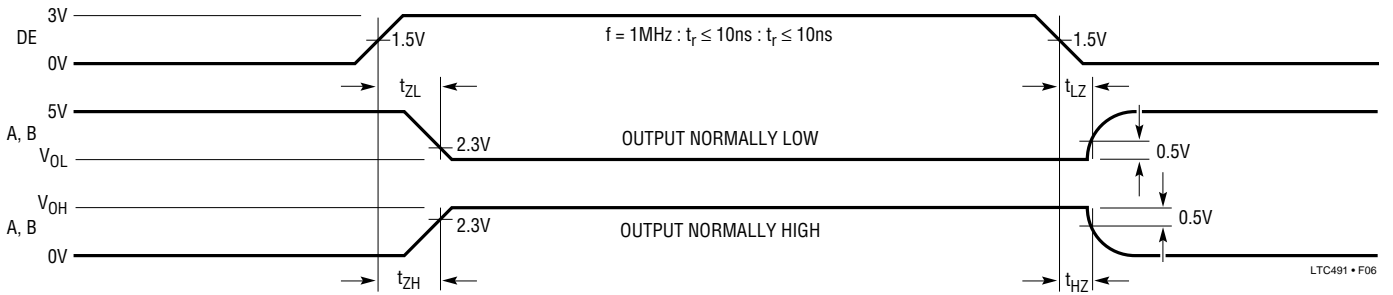 3V
DE
1.5V
f = 1MHz : tr ≤ 10ns : tr ≤ 10ns
1.5V
0V
tZL
tLZ
5V
A, B
2.3V
OUTPUT NORMALLY LOW
0.5V
VOL
VOH
A, B
2.3V
OUTPUT NORMALLY HIGH
0.5V
0V
tZH
tHZ
LTC491 • F06